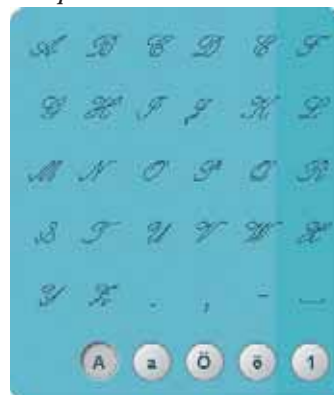 A B C D E F
G H I J K L
M N O P Q R
S T U V W X
Y Z . , - _
A a Ö ö 1